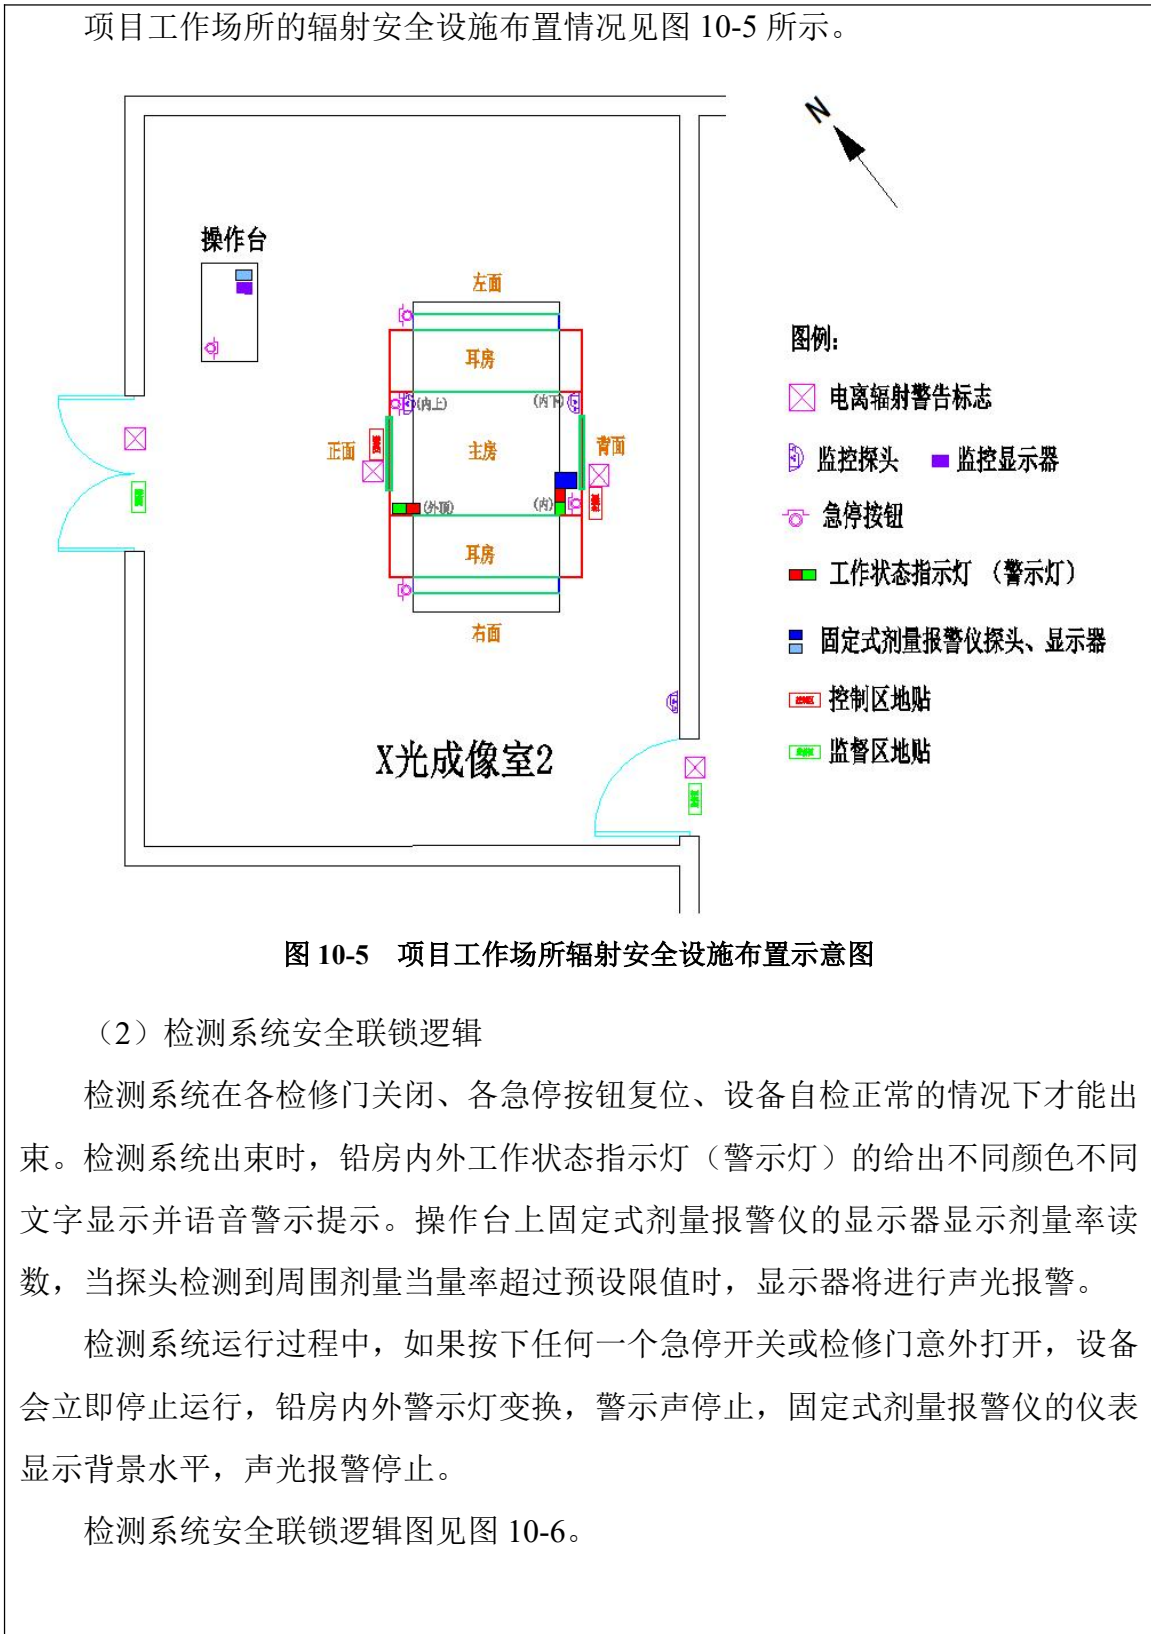 项目工作场所的辐射安全设施布置情况见图 10-5 所示。
N
操作台
左面
图例：
耳房
电离辐射警告标志
(内上)
(内下)
正面
主房
背面
监控探头
监控显示器
急停按钮
(外顶)
(内)
耳房
工作状态指示灯 （警示灯）
右面
固定式剂量报警仪探头、显示器
控制区地贴
X光成像室2
监督区地贴
图 10-5 项目工作场所辐射安全设施布置示意图
（2）检测系统安全联锁逻辑
检测系统在各检修门关闭、各急停按钮复位、设备自检正常的情况下才能出
束。检测系统出束时，铅房内外工作状态指示灯（警示灯）的给出不同颜色不同
文字显示并语音警示提示。操作台上固定式剂量报警仪的显示器显示剂量率读
数，当探头检测到周围剂量当量率超过预设限值时，显示器将进行声光报警。
检测系统运行过程中，如果按下任何一个急停开关或检修门意外打开，设备
会立即停止运行，铅房内外警示灯变换，警示声停止，固定式剂量报警仪的仪表
显示背景水平，声光报警停止。
检测系统安全联锁逻辑图见图 10-6。